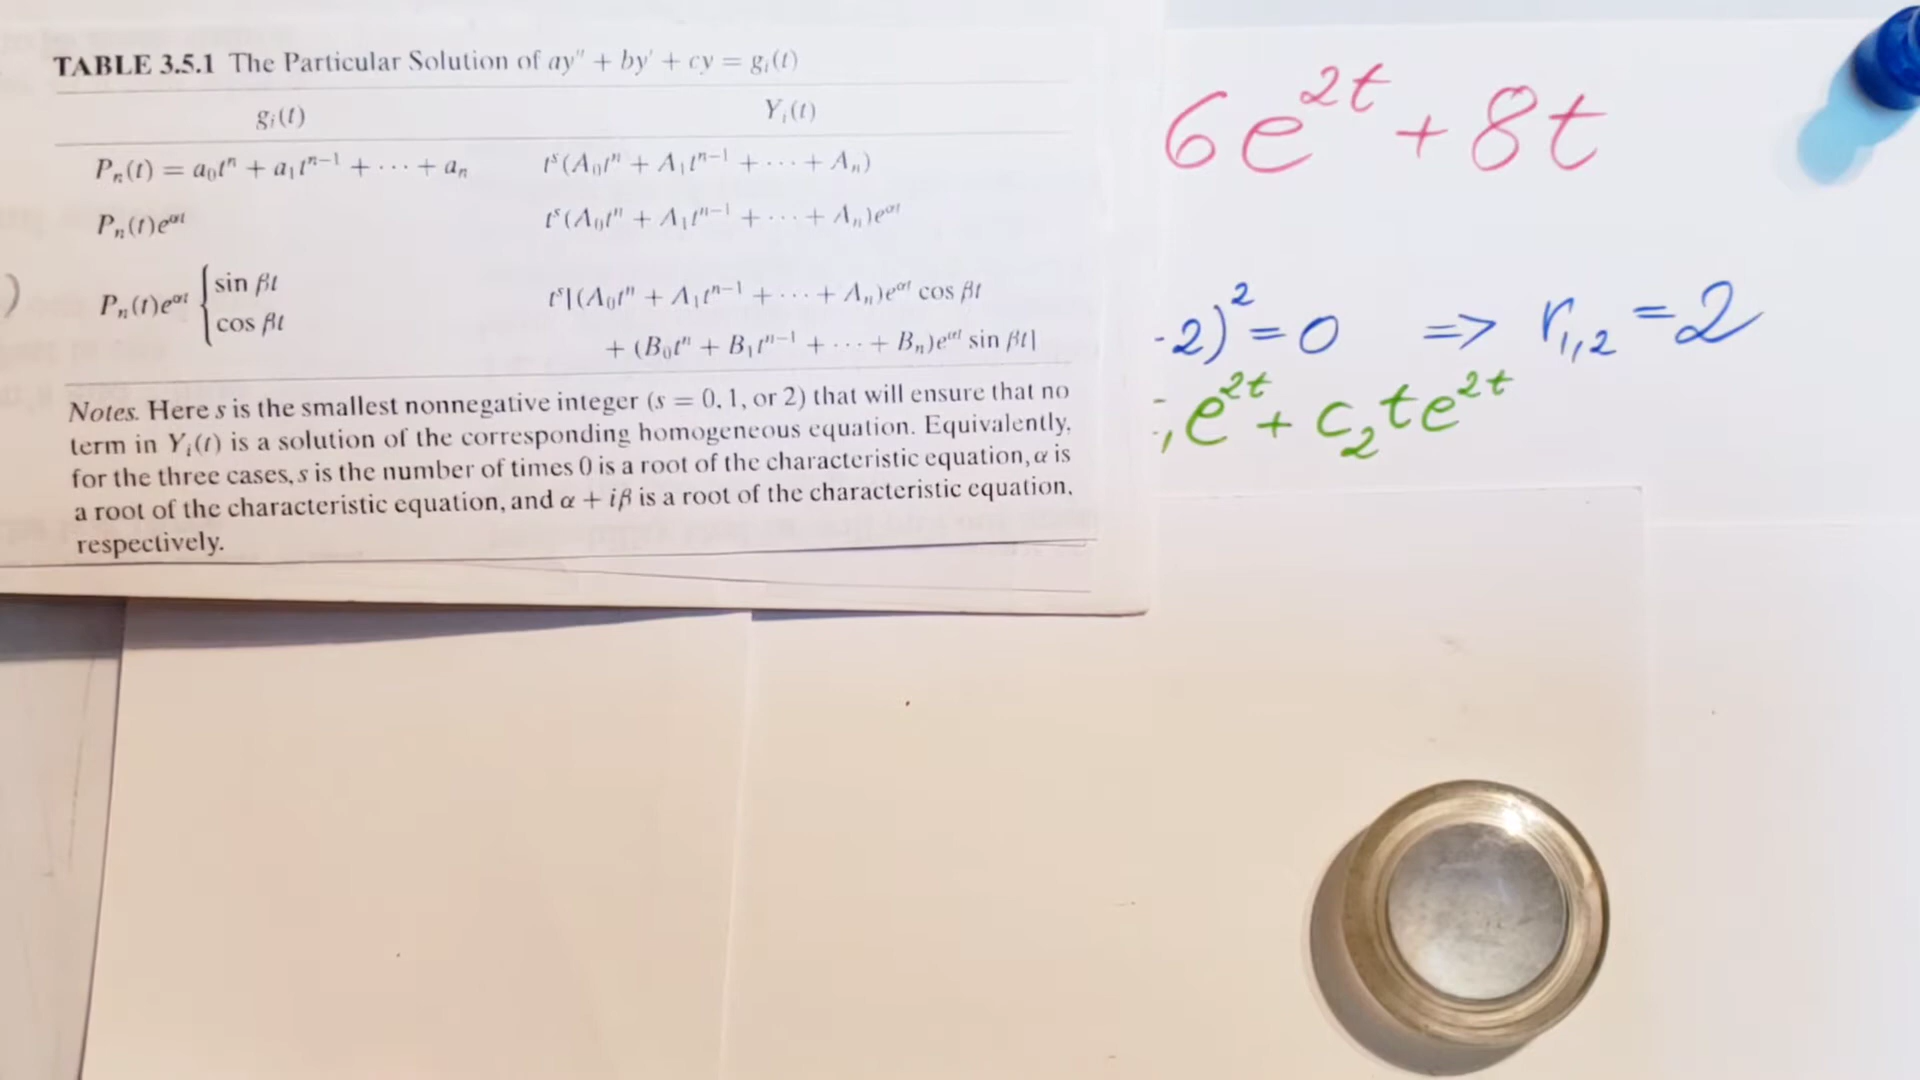 TABLE 3.5.1 The Particular Solution of ay″ + by′ + cy = gᵢ(t)
gᵢ(t) Yᵢ(t)
Pₙ(t) = a₀tⁿ + a₁tⁿ⁻¹ + · · · + aₙ tˢ(A₀tⁿ + A₁tⁿ⁻¹ + · · · + Aₙ)
Pₙ(t)e^αt tˢ(A₀tⁿ + A₁tⁿ⁻¹ + · · · + Aₙ)e^αt
Pₙ(t)e^αt { sin βt
cos βt tˢ[(A₀tⁿ + A₁tⁿ⁻¹ + · · · + Aₙ)e^αt cos βt
+ (B₀tⁿ + B₁tⁿ⁻¹ + · · · + Bₙ)e^αt sin βt]
Notes. Here s is the smallest nonnegative integer (s = 0, 1, or 2) that will ensure that no
term in Yᵢ(t) is a solution of the corresponding homogeneous equation. Equivalently,
for the three cases, s is the number of times 0 is a root of the characteristic equation, α is
a root of the characteristic equation, and α + iβ is a root of the characteristic equation,
respectively.
)
6e^2t + 8t
-2)² = 0 => r₁,₂ = 2
e^2t + c₂te^2t